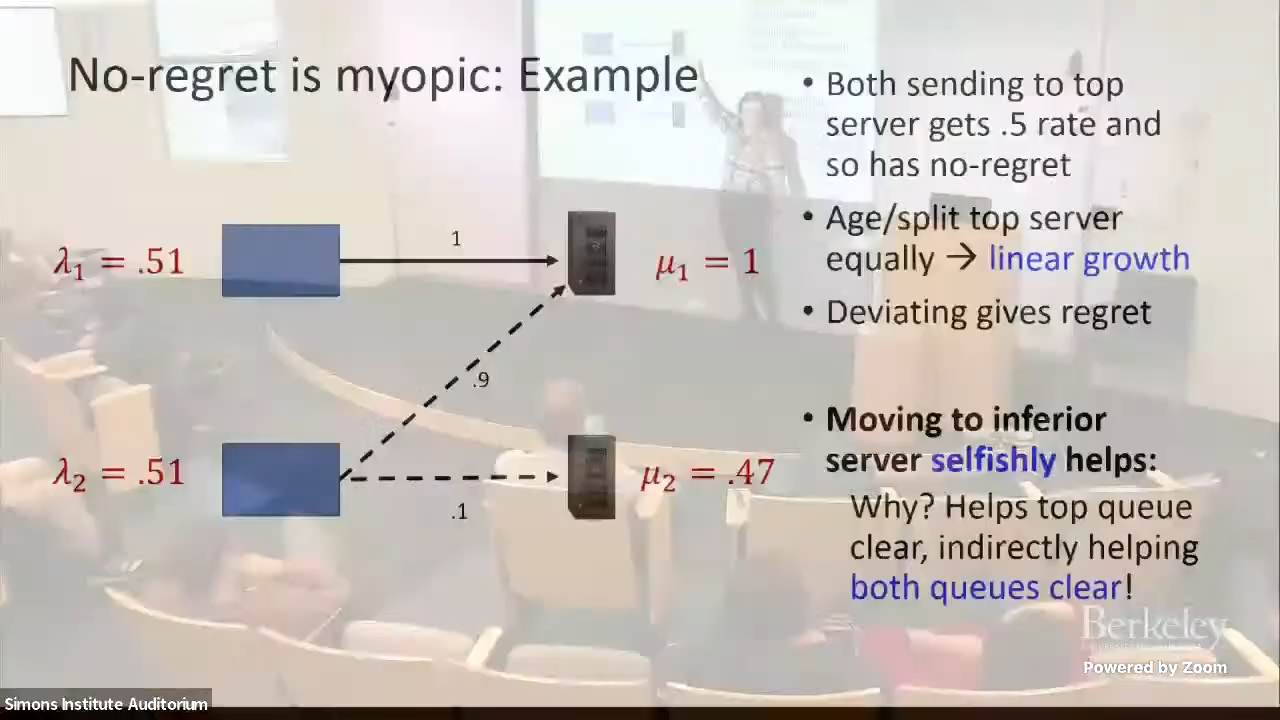 No-regret is myopic: Example
λ₁ = .51
1
μ₁ = 1
.9
λ₂ = .51
.1
μ₂ = .47
• Both sending to top
server gets .5 rate and
so has no-regret
• Age/split top server
equally → linear growth
• Deviating gives regret
• Moving to inferior
server selfishly helps:
Why? Helps top queue
clear, indirectly helping
both queues clear!
Berkeley
Powered by Zoom
Simons Institute Auditorium